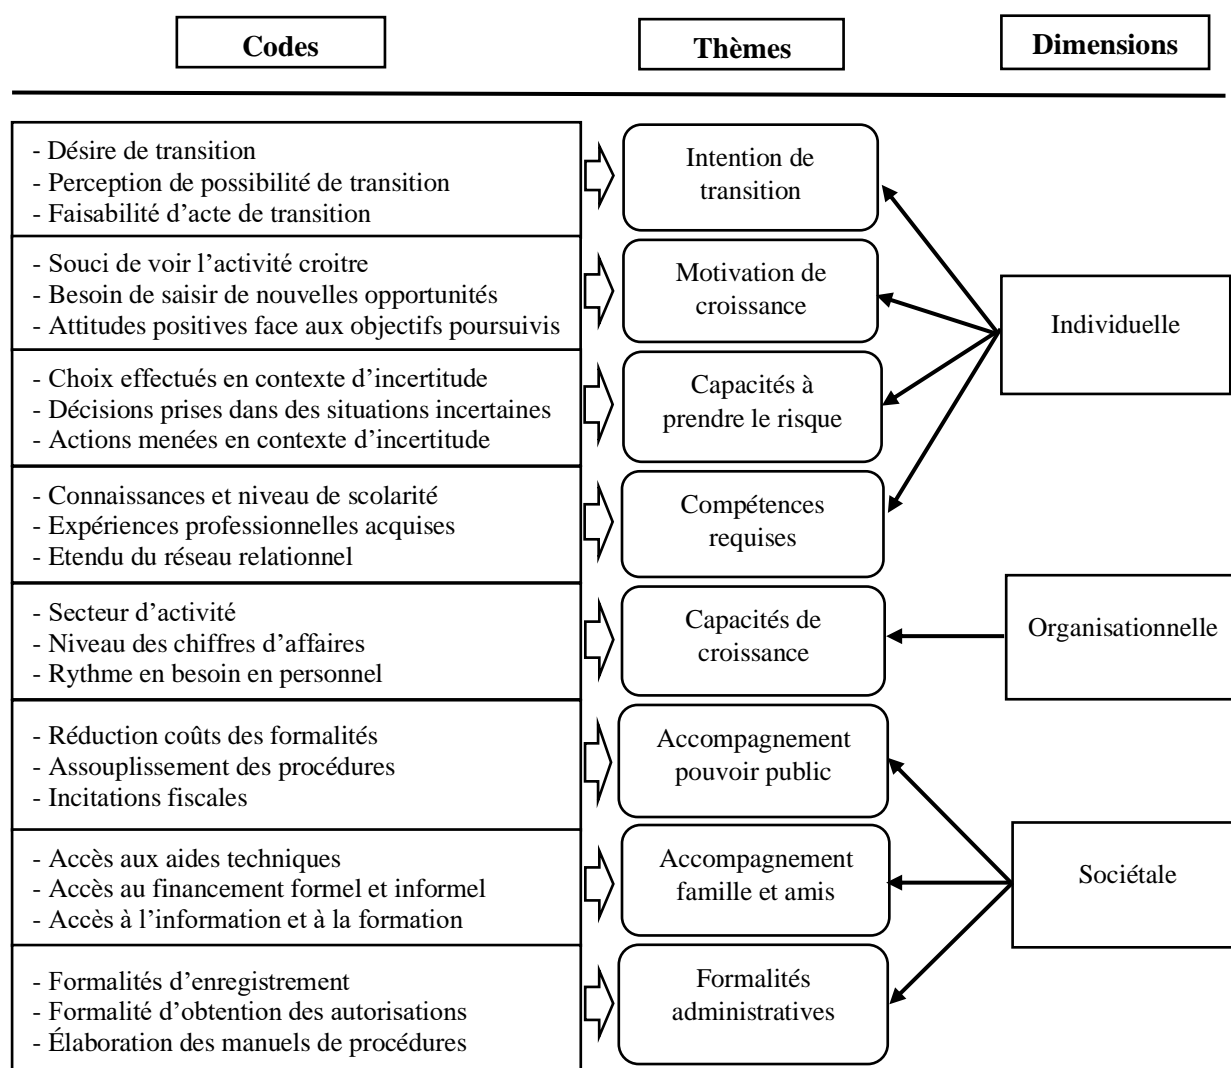 Codes
Thèmes
Dimensions
- Désire de transition
- Perception de possibilité de transition
- Faisabilité d’acte de transition
Intention de
transition
- Souci de voir l’activité croitre
- Besoin de saisir de nouvelles opportunités
- Attitudes positives face aux objectifs poursuivis
Motivation de
croissance
Individuelle
- Choix effectués en contexte d’incertitude
- Décisions prises dans des situations incertaines
- Actions menées en contexte d’incertitude
Capacités à
prendre le risque
- Connaissances et niveau de scolarité
- Expériences professionnelles acquises
- Etendu du réseau relationnel
Compétences
requises
- Secteur d’activité
- Niveau des chiffres d’affaires
- Rythme en besoin en personnel
Capacités de
croissance
Organisationnelle
- Réduction coûts des formalités
- Assouplissement des procédures
- Incitations fiscales
Accompagnement
pouvoir public
- Accès aux aides techniques
- Accès au financement formel et informel
- Accès à l’information et à la formation
Accompagnement
famille et amis
Sociétale
- Formalités d’enregistrement
- Formalité d’obtention des autorisations
- Élaboration des manuels de procédures
Formalités
administratives